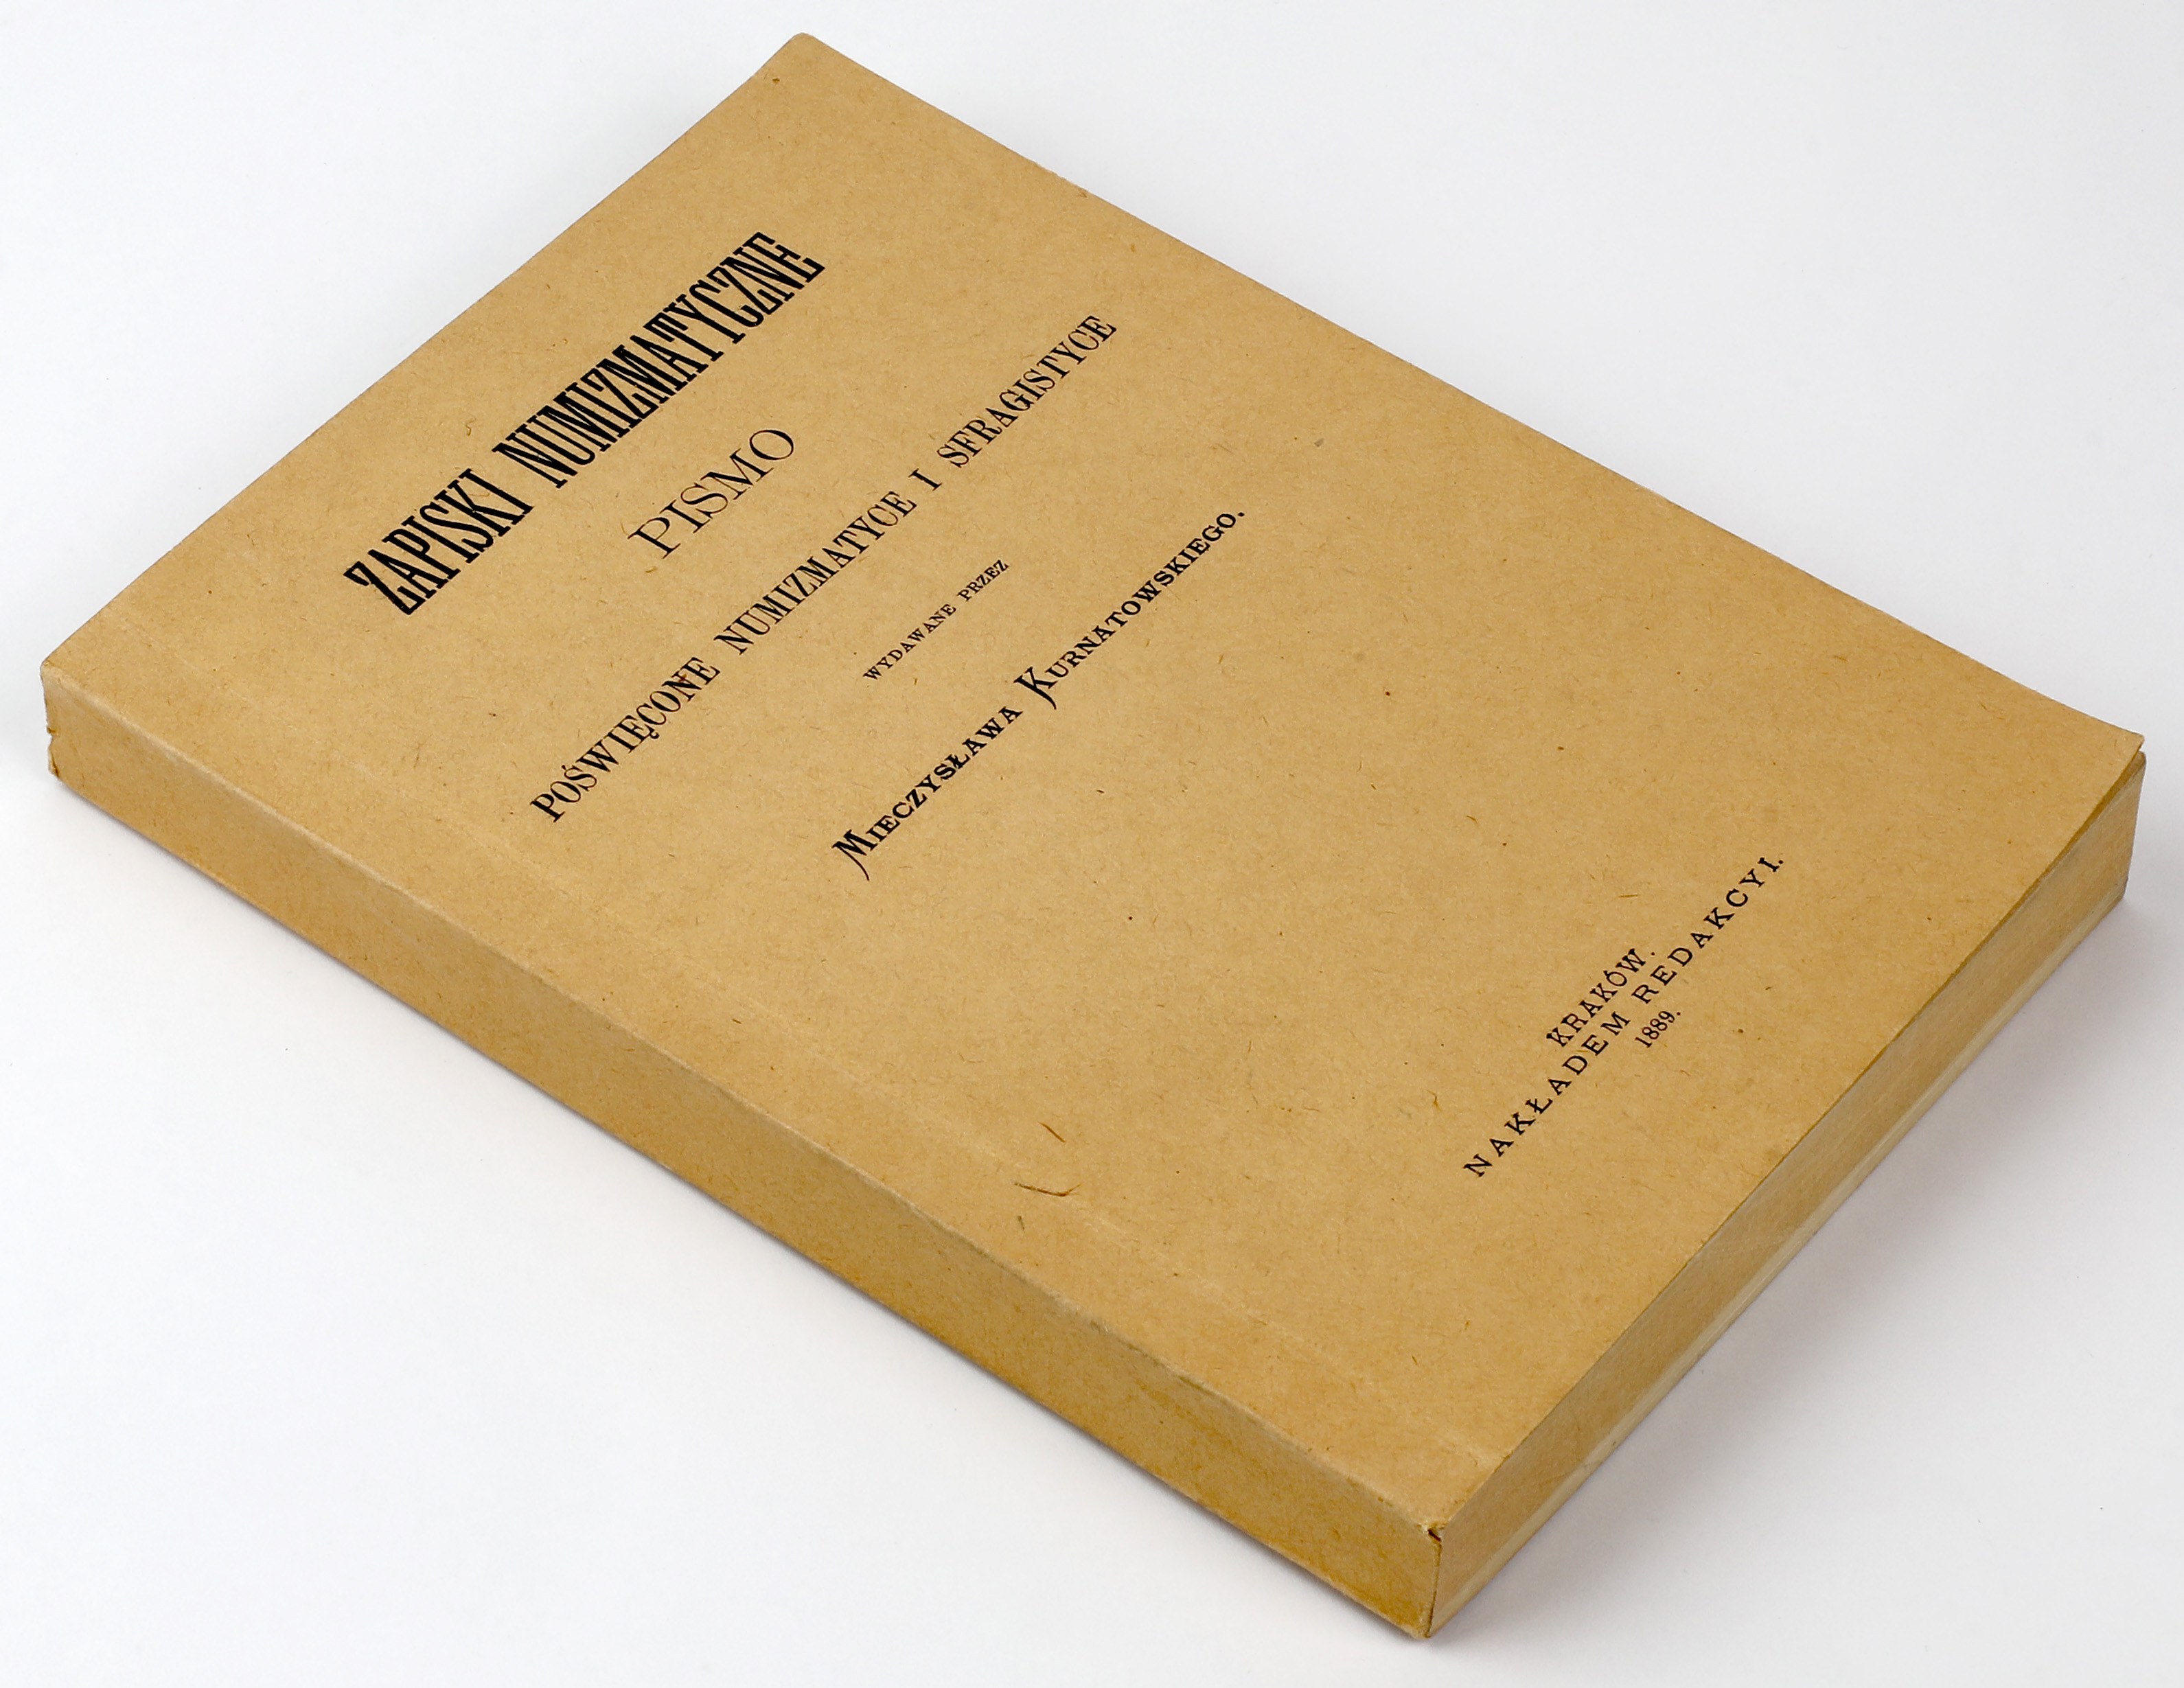 ZAPISKI NUMIZMATYCZNE
PISMO
POŚWIĘCONE NUMIZMATYCE I SFRAGISTYCE
WYDAWANE PRZEZ
MIECZYSŁAWA KURNATOWSKIEGO.
KRAKÓW.
NAKŁADEM REDAKCYI.
1889.